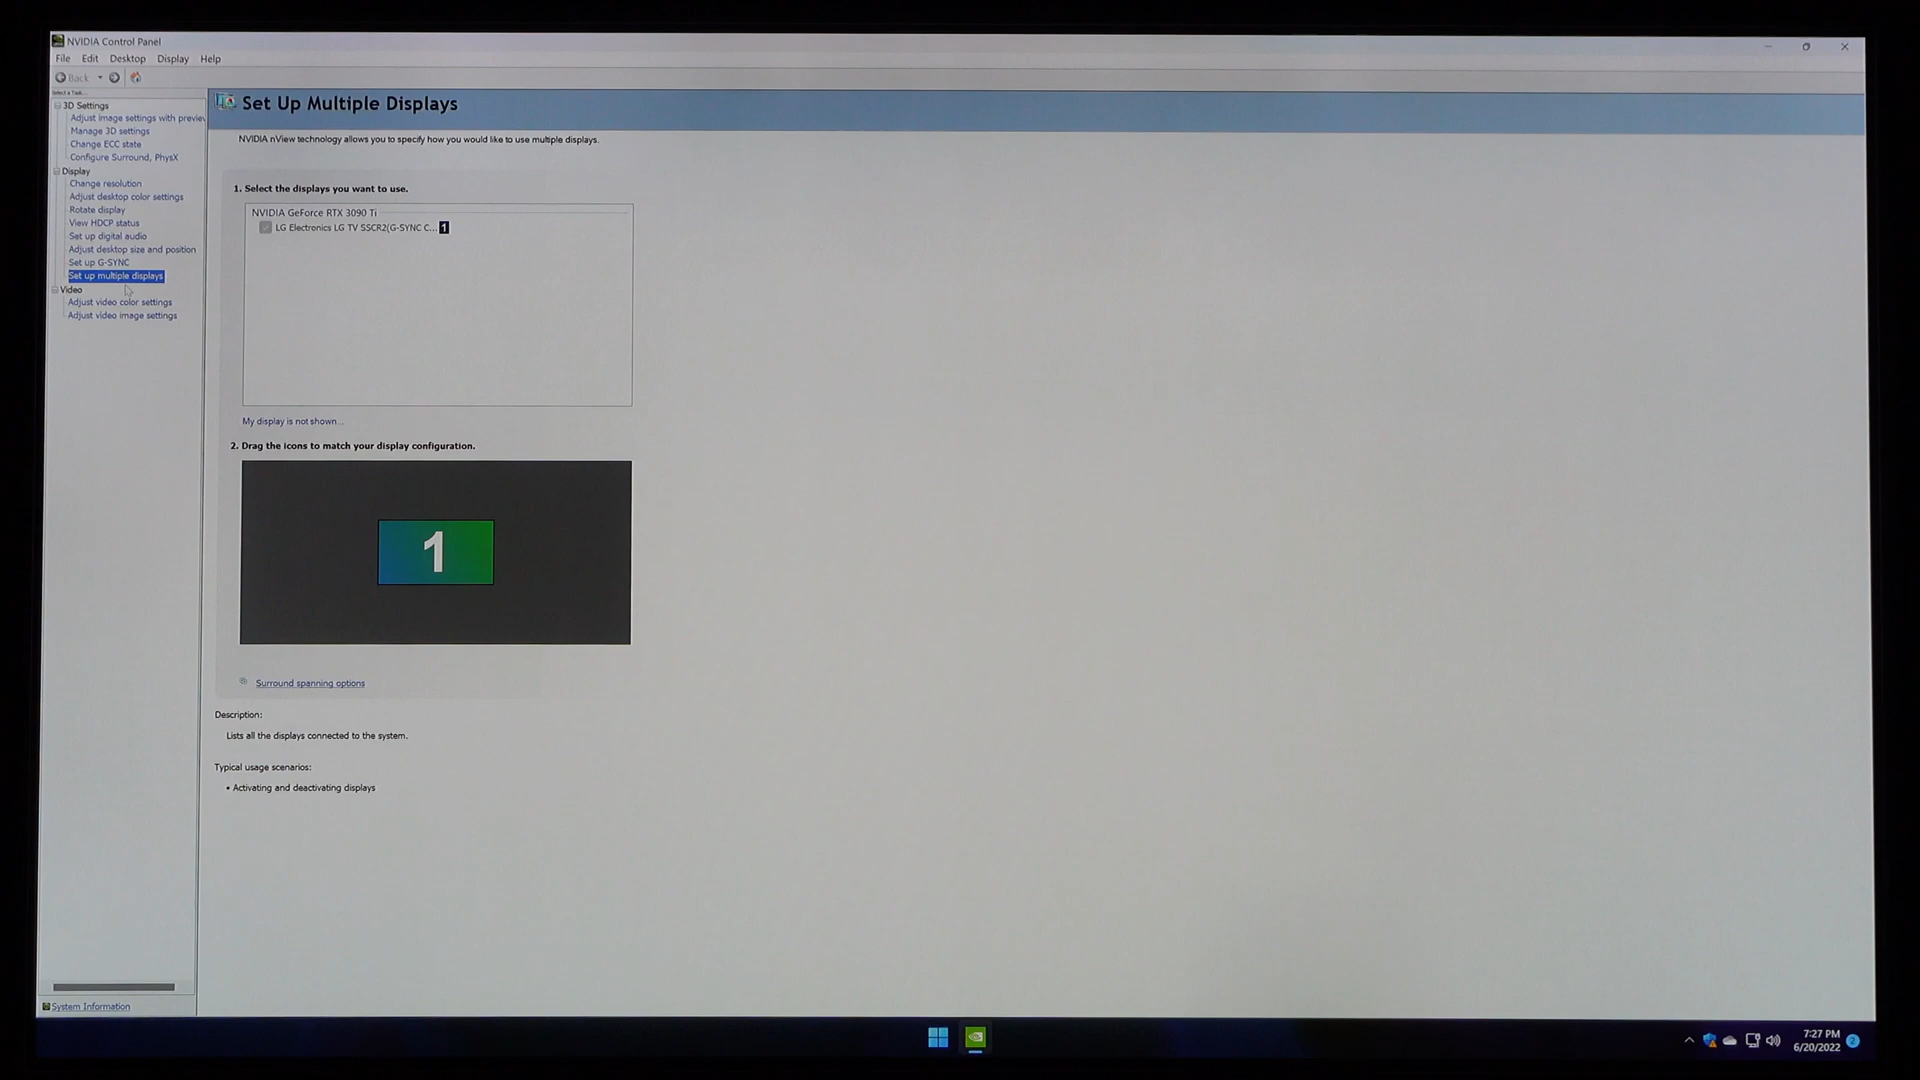 NVIDIA Control Panel
File Edit Desktop Display Help
Back
Select a Task...
3D Settings
Adjust image settings with preview
Manage 3D settings
Change ECC state
Configure Surround, PhysX
Display
Change resolution
Adjust desktop color settings
Rotate display
View HDCP status
Set up digital audio
Adjust desktop size and position
Set up G-SYNC
Set up multiple displays
Video
Adjust video color settings
Adjust video image settings
System Information
Set Up Multiple Displays
NVIDIA nView technology allows you to specify how you would like to use multiple displays.
1. Select the displays you want to use.
NVIDIA GeForce RTX 3090 Ti
LG Electronics LG TV SSCR2(G-SYNC C... 1
My display is not shown...
2. Drag the icons to match your display configuration.
1
Surround spanning options
Description:
Lists all the displays connected to the system.
Typical usage scenarios:
• Activating and deactivating displays
7:27 PM
6/20/2022
2